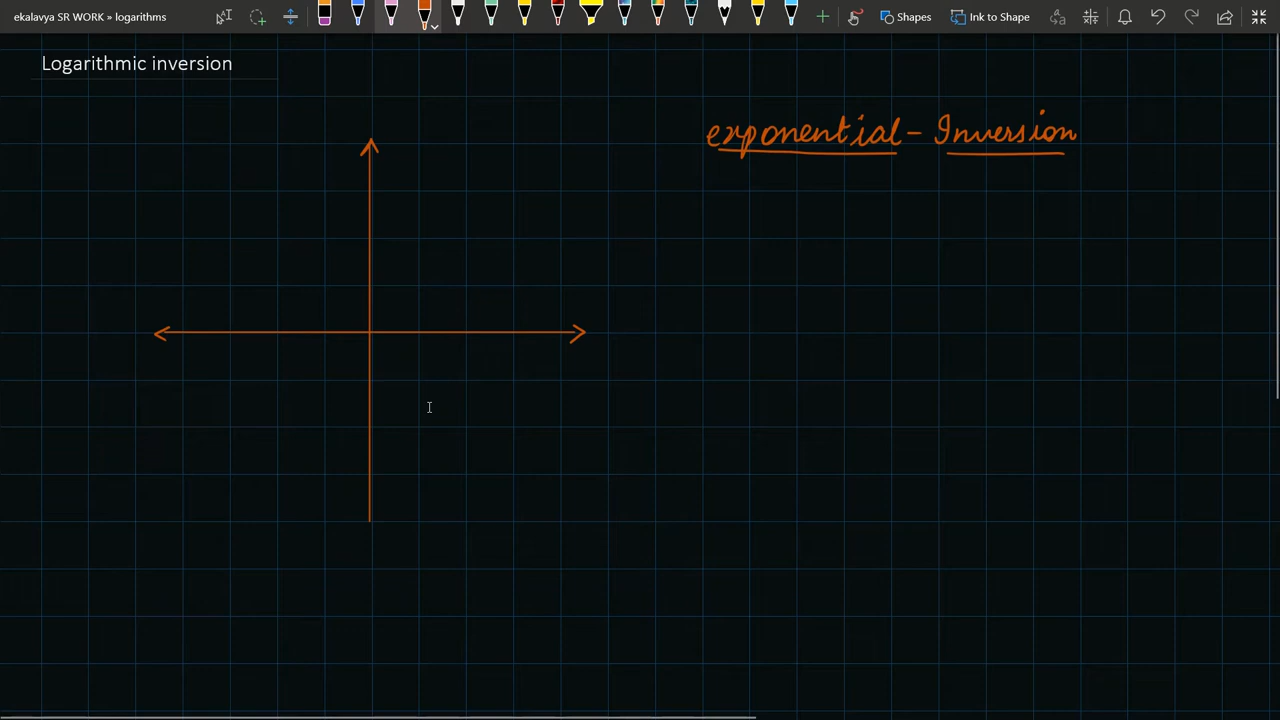 ekalavya SR WORK » logarithms
Shapes
Ink to Shape
Logarithmic inversion
exponential - Inversion